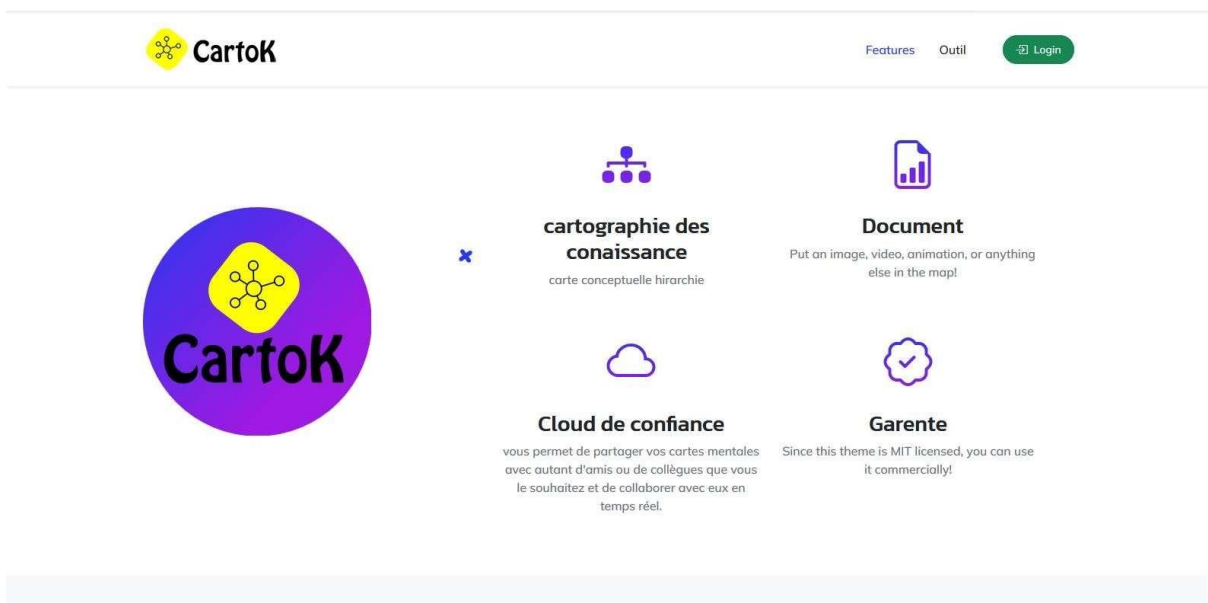 CartoK
Features Outil Login
CartoK
cartographie des
conaissance
carte conceptuelle hirarchie
Document
Put an image, video, animation, or anything
else in the map!
Cloud de confiance
vous permet de partager vos cartes mentales
avec autant d'amis ou de collègues que vous
le souhaitez et de collaborer avec eux en
temps réel.
Garente
Since this theme is MIT licensed, you can use
it commercially!